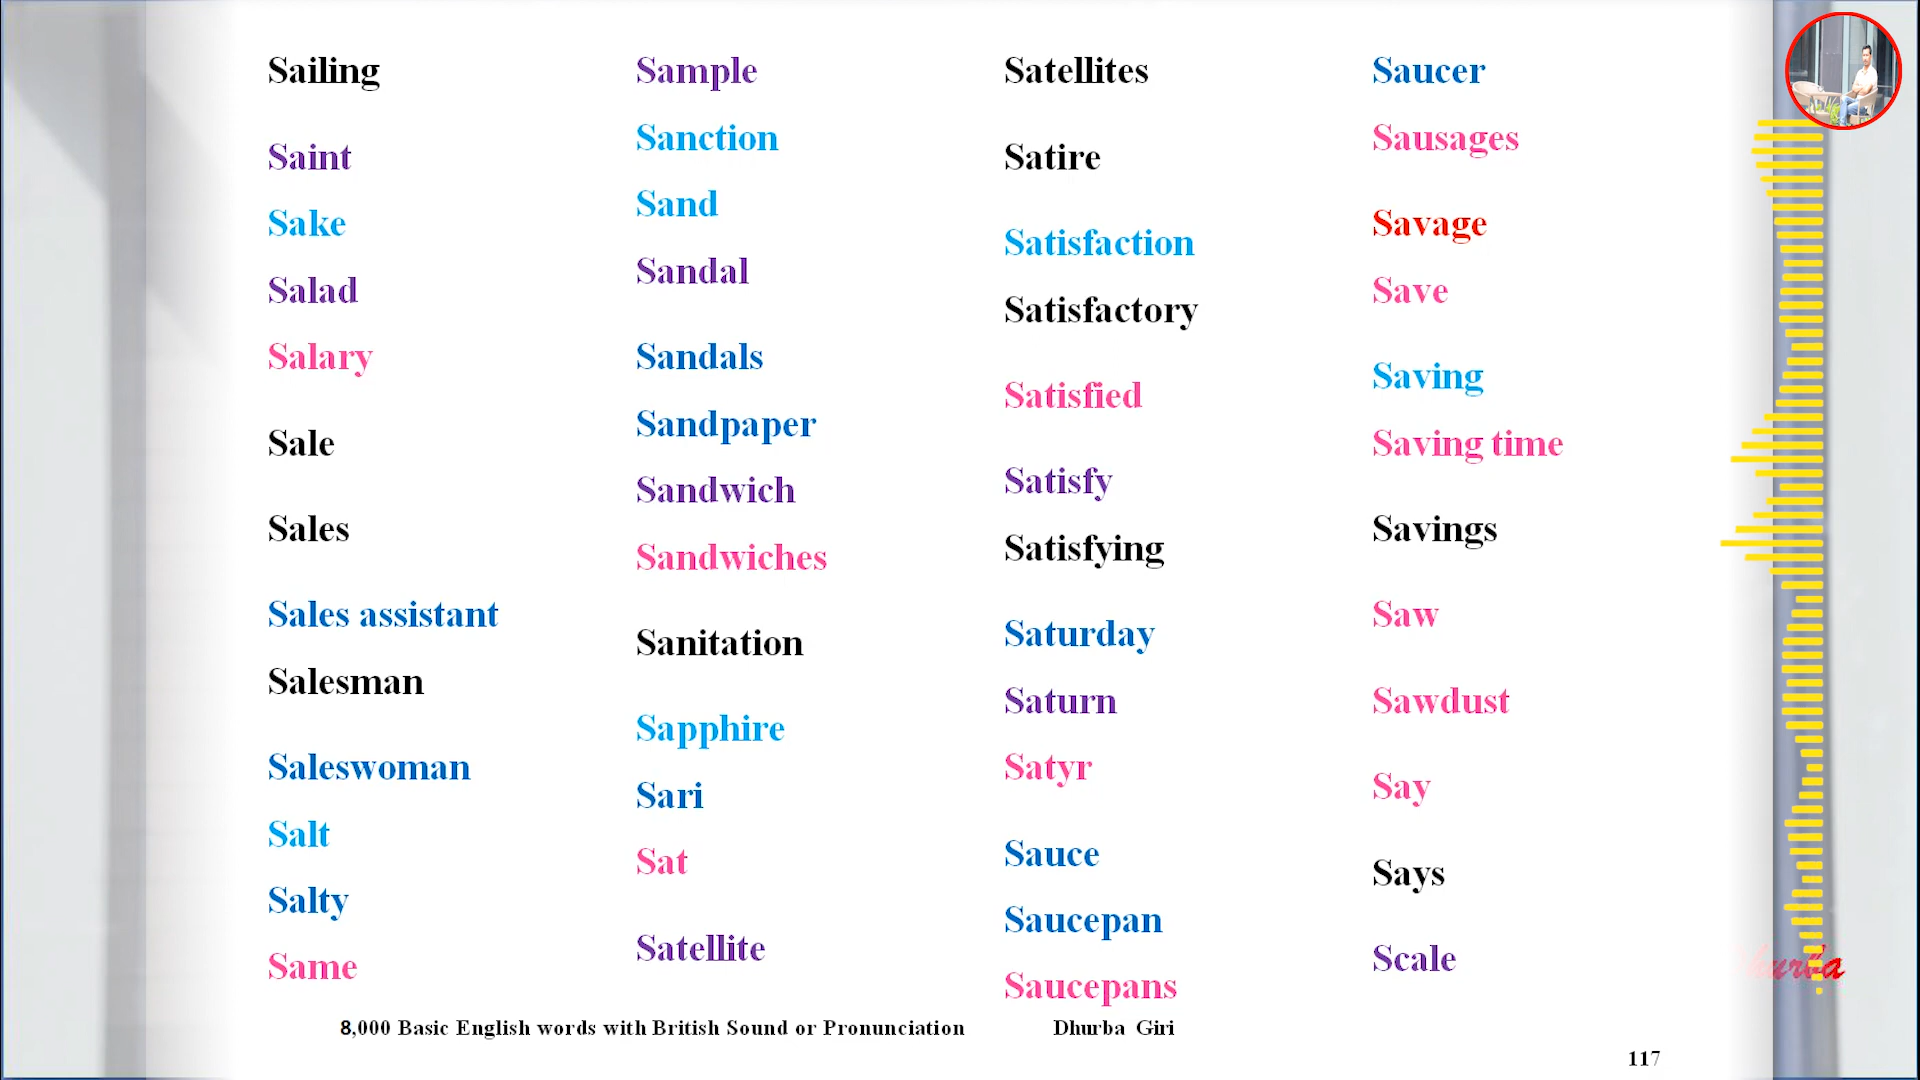 Sailing
Saint
Sake
Salad
Salary
Sale
Sales
Sales assistant
Salesman
Saleswoman
Salt
Salty
Same
Sample
Sanction
Sand
Sandal
Sandals
Sandpaper
Sandwich
Sandwiches
Sanitation
Sapphire
Sari
Sat
Satellite
Satellites
Satire
Satisfaction
Satisfactory
Satisfied
Satisfy
Satisfying
Saturday
Saturn
Satyr
Sauce
Saucepan
Saucepans
Saucer
Sausages
Savage
Save
Saving
Saving time
Savings
Saw
Sawdust
Say
Says
Scale
8,000 Basic English words with British Sound or Pronunciation Dhurba Giri
117